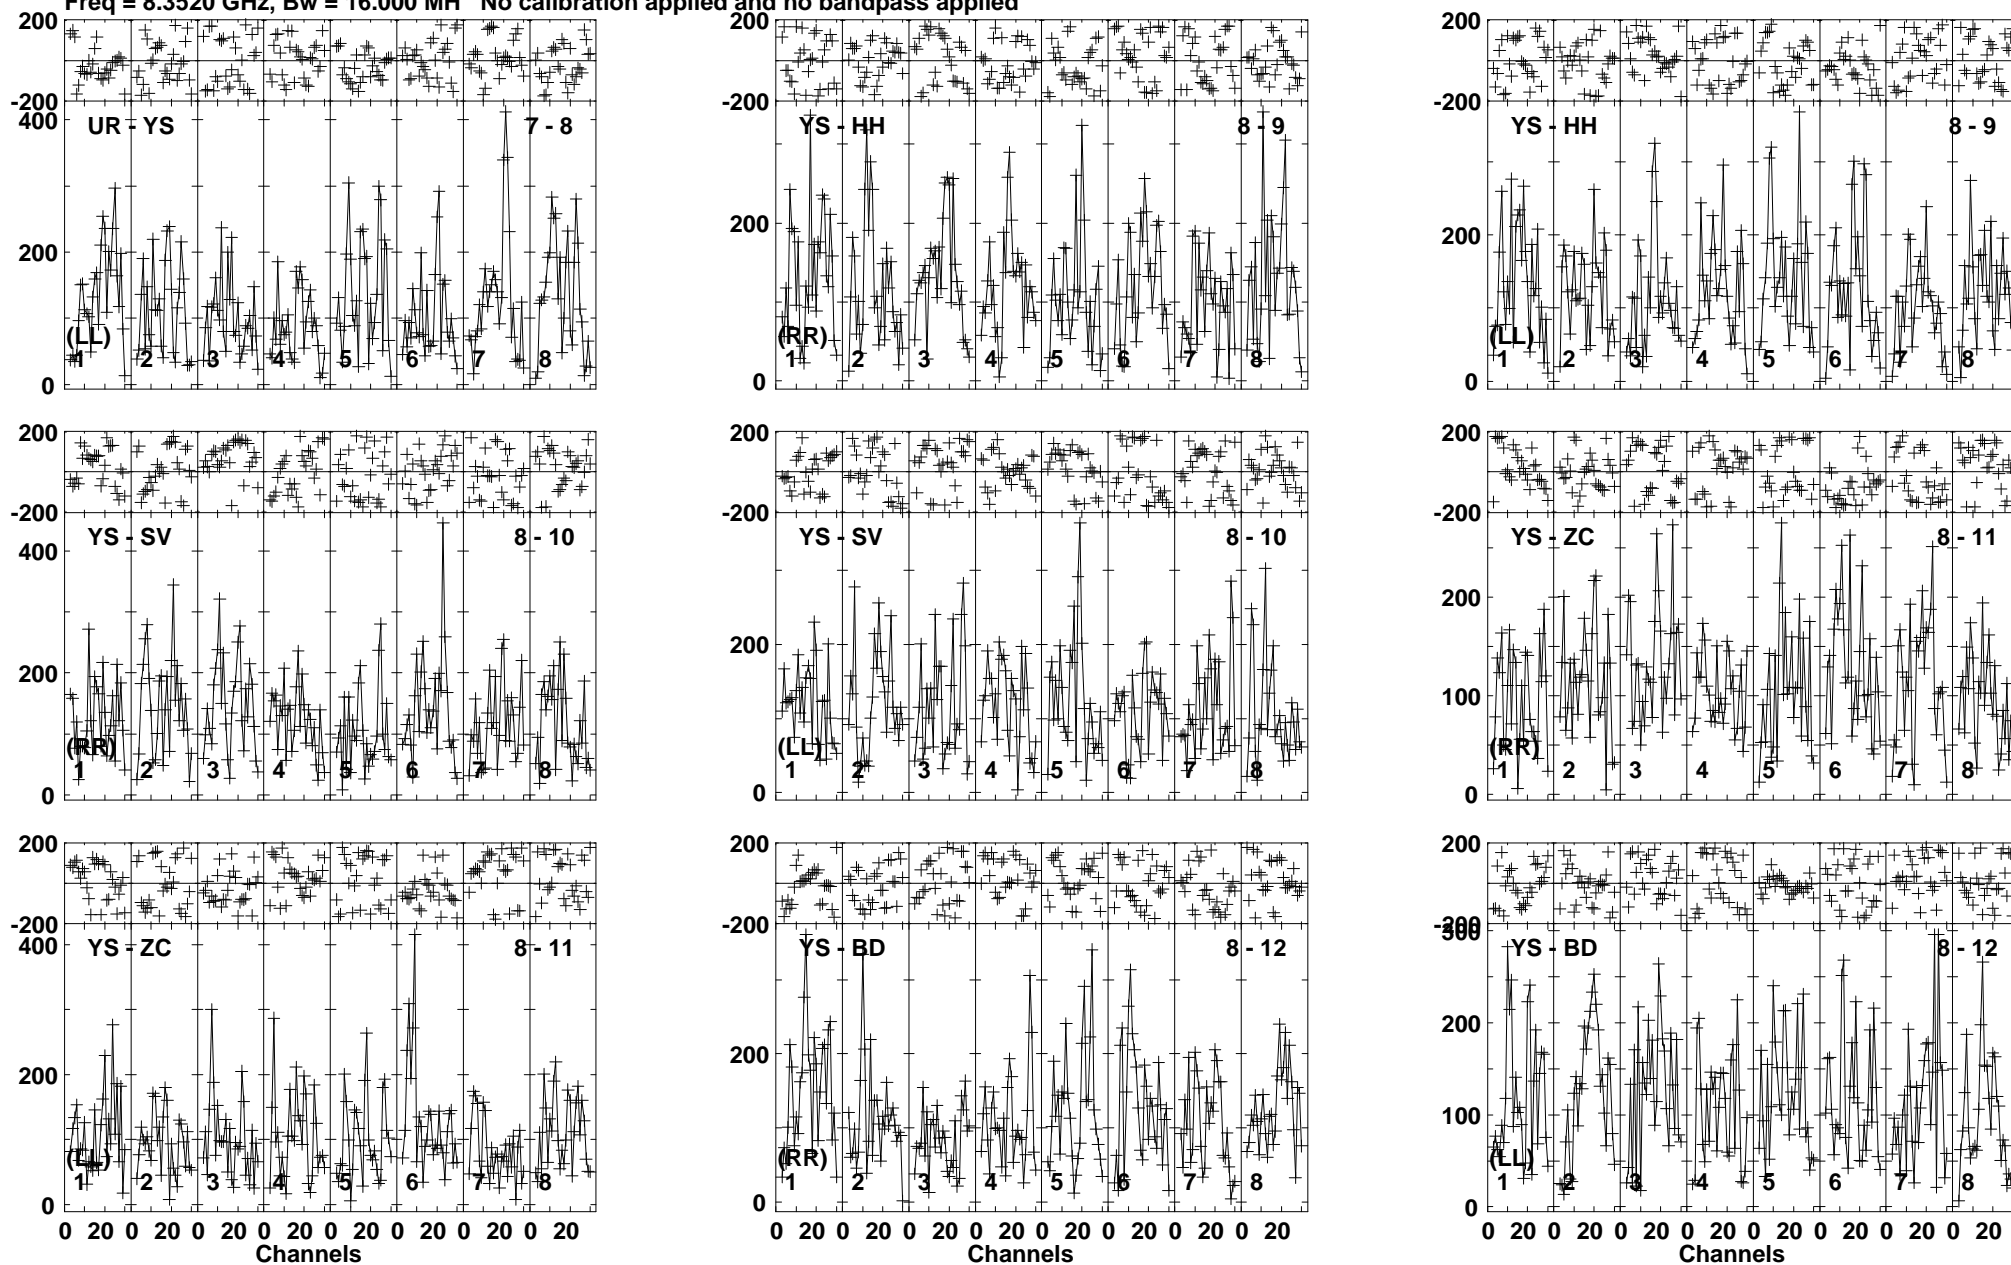 Freq = 8.3520 GHz, Bw = 16.000 MH No calibration applied and no bandpass applied
200 200 200
-200 -200 -200
400 UR - YS 7 - 8 YS - HH 8 - 9 YS - HH 8 - 9
200 200 200
(LL) (RR) (LL)
1 2 3 4 5 6 7 8 1 2 3 4 5 6 7 8 1 2 3 4 5 6 7 8
0 0 0
200 200 200
-200 -200 -200
YS - SV 8 - 10 YS - SV 8 - 10 YS - ZC 8 - 11
400
200 200 200
100
(RR) (LL) (RR)
1 2 3 4 5 6 7 8 1 2 3 4 5 6 7 8 1 2 3 4 5 6 7 8
0 0 0
200 200 200
-200 -200 -200
400 YS - ZC 8 - 11 YS - BD 8 - 12 300 YS - BD 8 - 12
200 200 200
100
(LL) (RR) (LL)
1 2 3 4 5 6 7 8 1 2 3 4 5 6 7 8 1 2 3 4 5 6 7 8
0 0 0
0 20 0 20 0 20 0 20 0 20 0 20 0 20 0 20 0 20 0 20 0 20 0 20 0 20 0 20 0 20 0 20 0 20 0 20 0 20 0 20 0 20 0 20 0 20 0 20
Channels Channels Channels